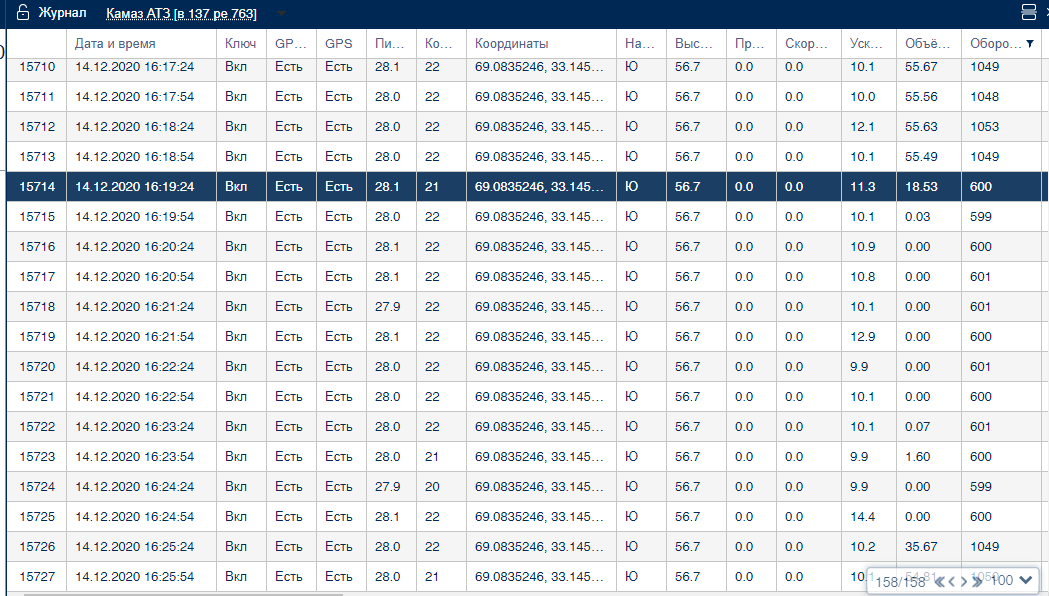 Журнал Камаз АТЗ [в 137 ре 763]
Дата и время Ключ GP... GPS Пи... Ко... Координаты На... Выс... Пр... Скор... Уск... Объё... Оборо...
15710 14.12.2020 16:17:24 Вкл Есть Есть 28.1 22 69.0835246, 33.145... Ю 56.7 0.0 0.0 10.1 55.67 1049
15711 14.12.2020 16:17:54 Вкл Есть Есть 28.0 22 69.0835246, 33.145... Ю 56.7 0.0 0.0 10.0 55.56 1048
15712 14.12.2020 16:18:24 Вкл Есть Есть 28.0 22 69.0835246, 33.145... Ю 56.7 0.0 0.0 12.1 55.63 1053
15713 14.12.2020 16:18:54 Вкл Есть Есть 28.0 22 69.0835246, 33.145... Ю 56.7 0.0 0.0 10.1 55.49 1049
15714 14.12.2020 16:19:24 Вкл Есть Есть 28.1 21 69.0835246, 33.145... Ю 56.7 0.0 0.0 11.3 18.53 600
15715 14.12.2020 16:19:54 Вкл Есть Есть 28.0 22 69.0835246, 33.145... Ю 56.7 0.0 0.0 10.1 0.03 599
15716 14.12.2020 16:20:24 Вкл Есть Есть 28.1 22 69.0835246, 33.145... Ю 56.7 0.0 0.0 10.9 0.00 600
15717 14.12.2020 16:20:54 Вкл Есть Есть 28.1 22 69.0835246, 33.145... Ю 56.7 0.0 0.0 10.8 0.00 601
15718 14.12.2020 16:21:24 Вкл Есть Есть 27.9 22 69.0835246, 33.145... Ю 56.7 0.0 0.0 10.1 0.00 601
15719 14.12.2020 16:21:54 Вкл Есть Есть 28.1 22 69.0835246, 33.145... Ю 56.7 0.0 0.0 12.9 0.00 600
15720 14.12.2020 16:22:24 Вкл Есть Есть 28.0 22 69.0835246, 33.145... Ю 56.7 0.0 0.0 9.9 0.00 601
15721 14.12.2020 16:22:54 Вкл Есть Есть 28.0 22 69.0835246, 33.145... Ю 56.7 0.0 0.0 10.1 0.00 600
15722 14.12.2020 16:23:24 Вкл Есть Есть 28.0 22 69.0835246, 33.145... Ю 56.7 0.0 0.0 10.1 0.07 601
15723 14.12.2020 16:23:54 Вкл Есть Есть 28.0 21 69.0835246, 33.145... Ю 56.7 0.0 0.0 9.9 1.60 600
15724 14.12.2020 16:24:24 Вкл Есть Есть 27.9 20 69.0835246, 33.145... Ю 56.7 0.0 0.0 9.9 0.00 599
15725 14.12.2020 16:24:54 Вкл Есть Есть 28.1 22 69.0835246, 33.145... Ю 56.7 0.0 0.0 14.4 0.00 600
15726 14.12.2020 16:25:24 Вкл Есть Есть 28.0 22 69.0835246, 33.145... Ю 56.7 0.0 0.0 10.2 35.67 1049
15727 14.12.2020 16:25:54 Вкл Есть Есть 28.0 21 69.0835246, 33.145... Ю 56.7 0.0 0.0 10.1
158/158 100